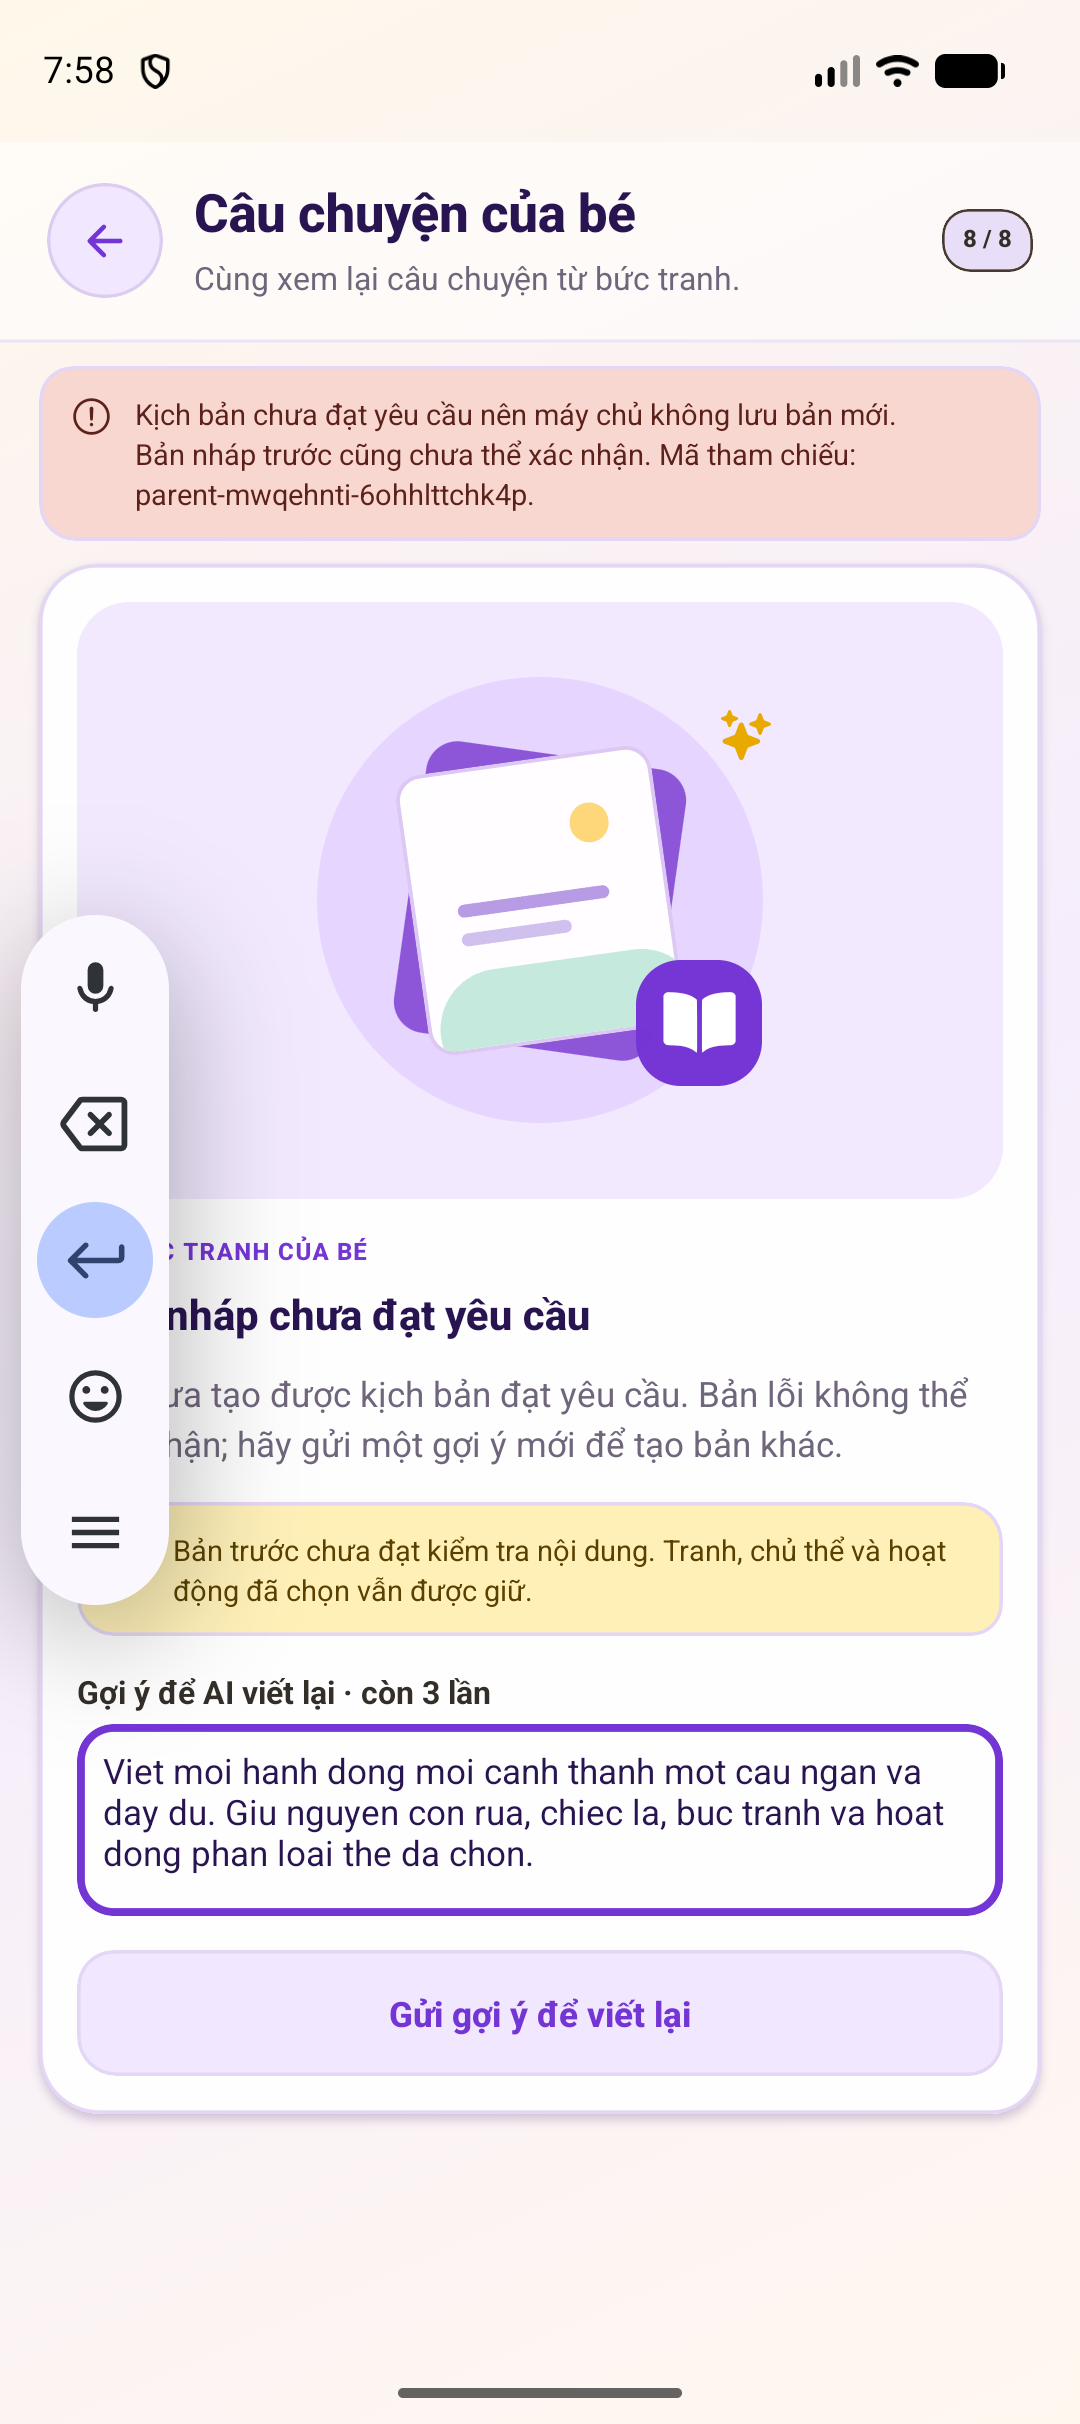 7:58
Câu chuyện của bé
Cùng xem lại câu chuyện từ bức tranh.
8 / 8
Kịch bản chưa đạt yêu cầu nên máy chủ không lưu bản mới.
Bản nháp trước cũng chưa thể xác nhận. Mã tham chiếu:
parent-mwqehnti-6ohhlttchk4p.
TRANH CỦA BÉ
nháp chưa đạt yêu cầu
tạo được kịch bản đạt yêu cầu. Bản lỗi không thể
hãy gửi một gợi ý mới để tạo bản khác.
Bản trước chưa đạt kiểm tra nội dung. Tranh, chủ thể và hoạt
động đã chọn vẫn được giữ.
Gợi ý để AI viết lại · còn 3 lần
Viet moi hanh dong moi canh thanh mot cau ngan va
day du. Giu nguyen con rua, chiec la, buc tranh va hoat
dong phan loai the da chon.
Gửi gợi ý để viết lại